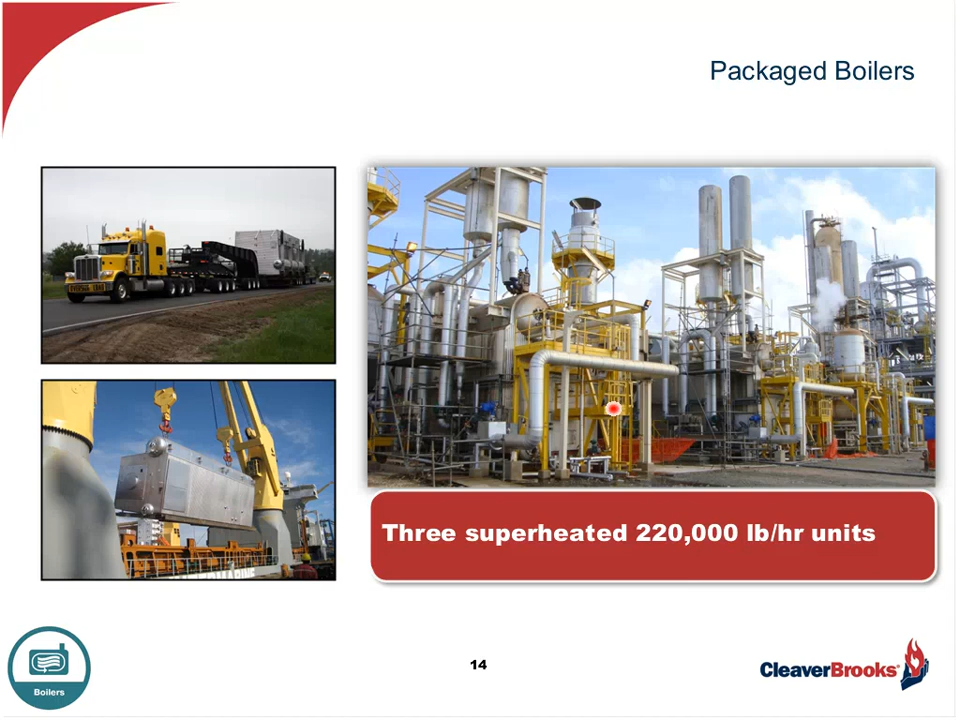 Packaged Boilers
Three superheated 220,000 lb/hr units
Boilers
14
CleaverBrooks®